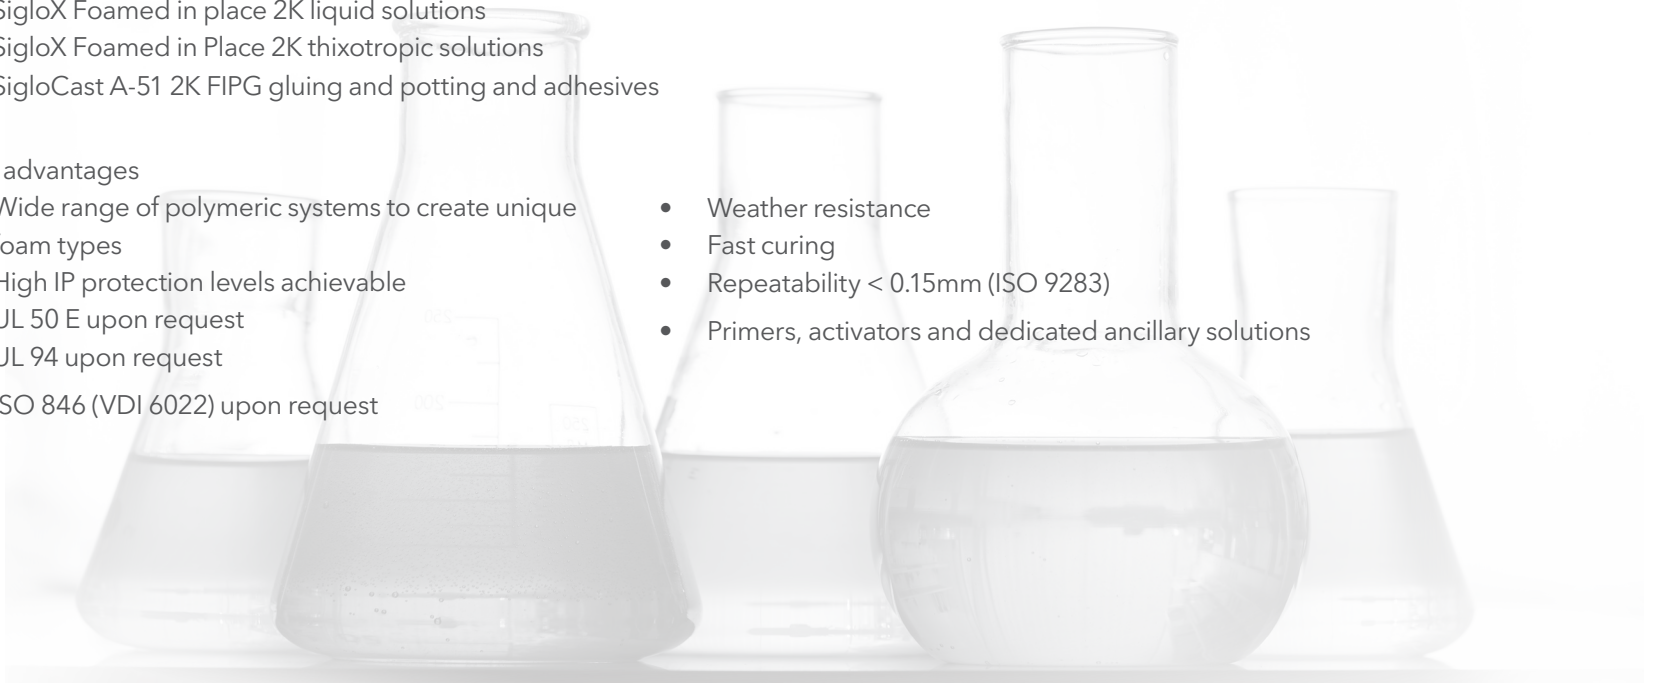 SigloX Foamed in place 2K liquid solutions
SigloX Foamed in Place 2K thixotropic solutions
SigloCast A-51 2K FIPG gluing and potting and adhesives
advantages
Wide range of polymeric systems to create unique
foam types
High IP protection levels achievable
UL 50 E upon request
UL 94 upon request
ISO 846 (VDI 6022) upon request
• Weather resistance
• Fast curing
• Repeatability < 0.15mm (ISO 9283)
• Primers, activators and dedicated ancillary solutions
250
200
250